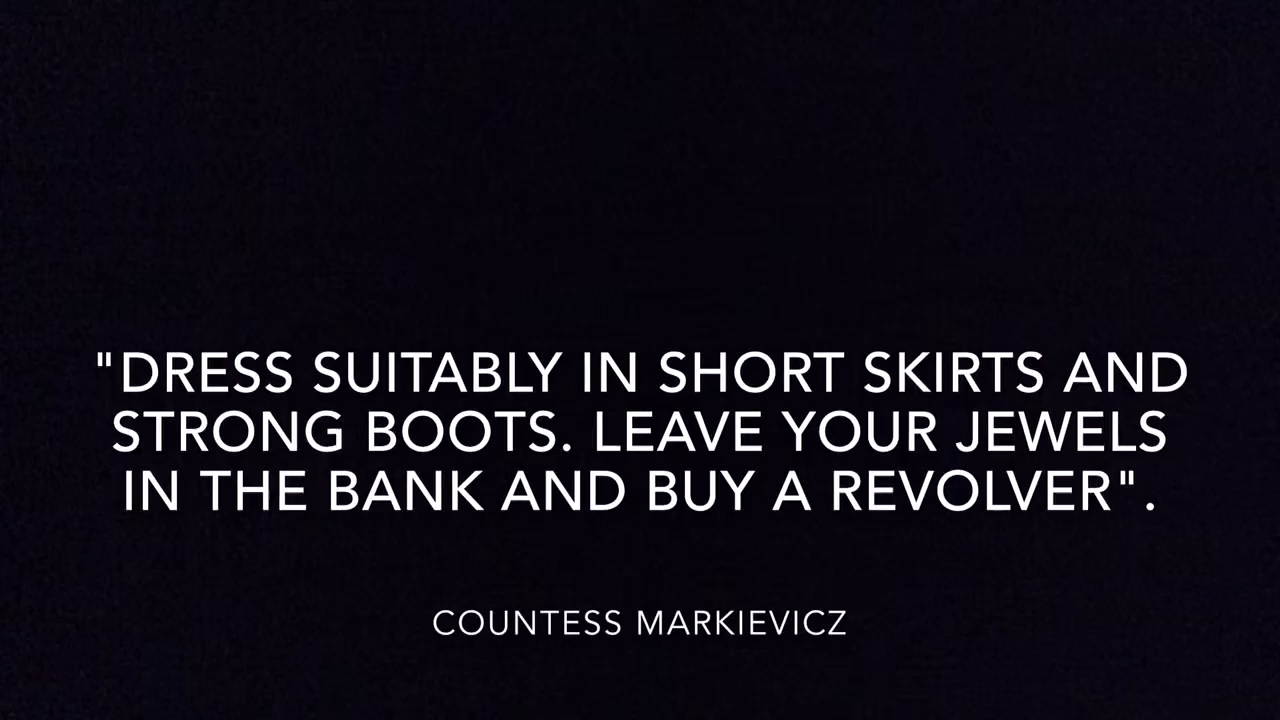 "DRESS SUITABLY IN SHORT SKIRTS AND
STRONG BOOTS. LEAVE YOUR JEWELS
IN THE BANK AND BUY A REVOLVER".
COUNTESS MARKIEVICZ